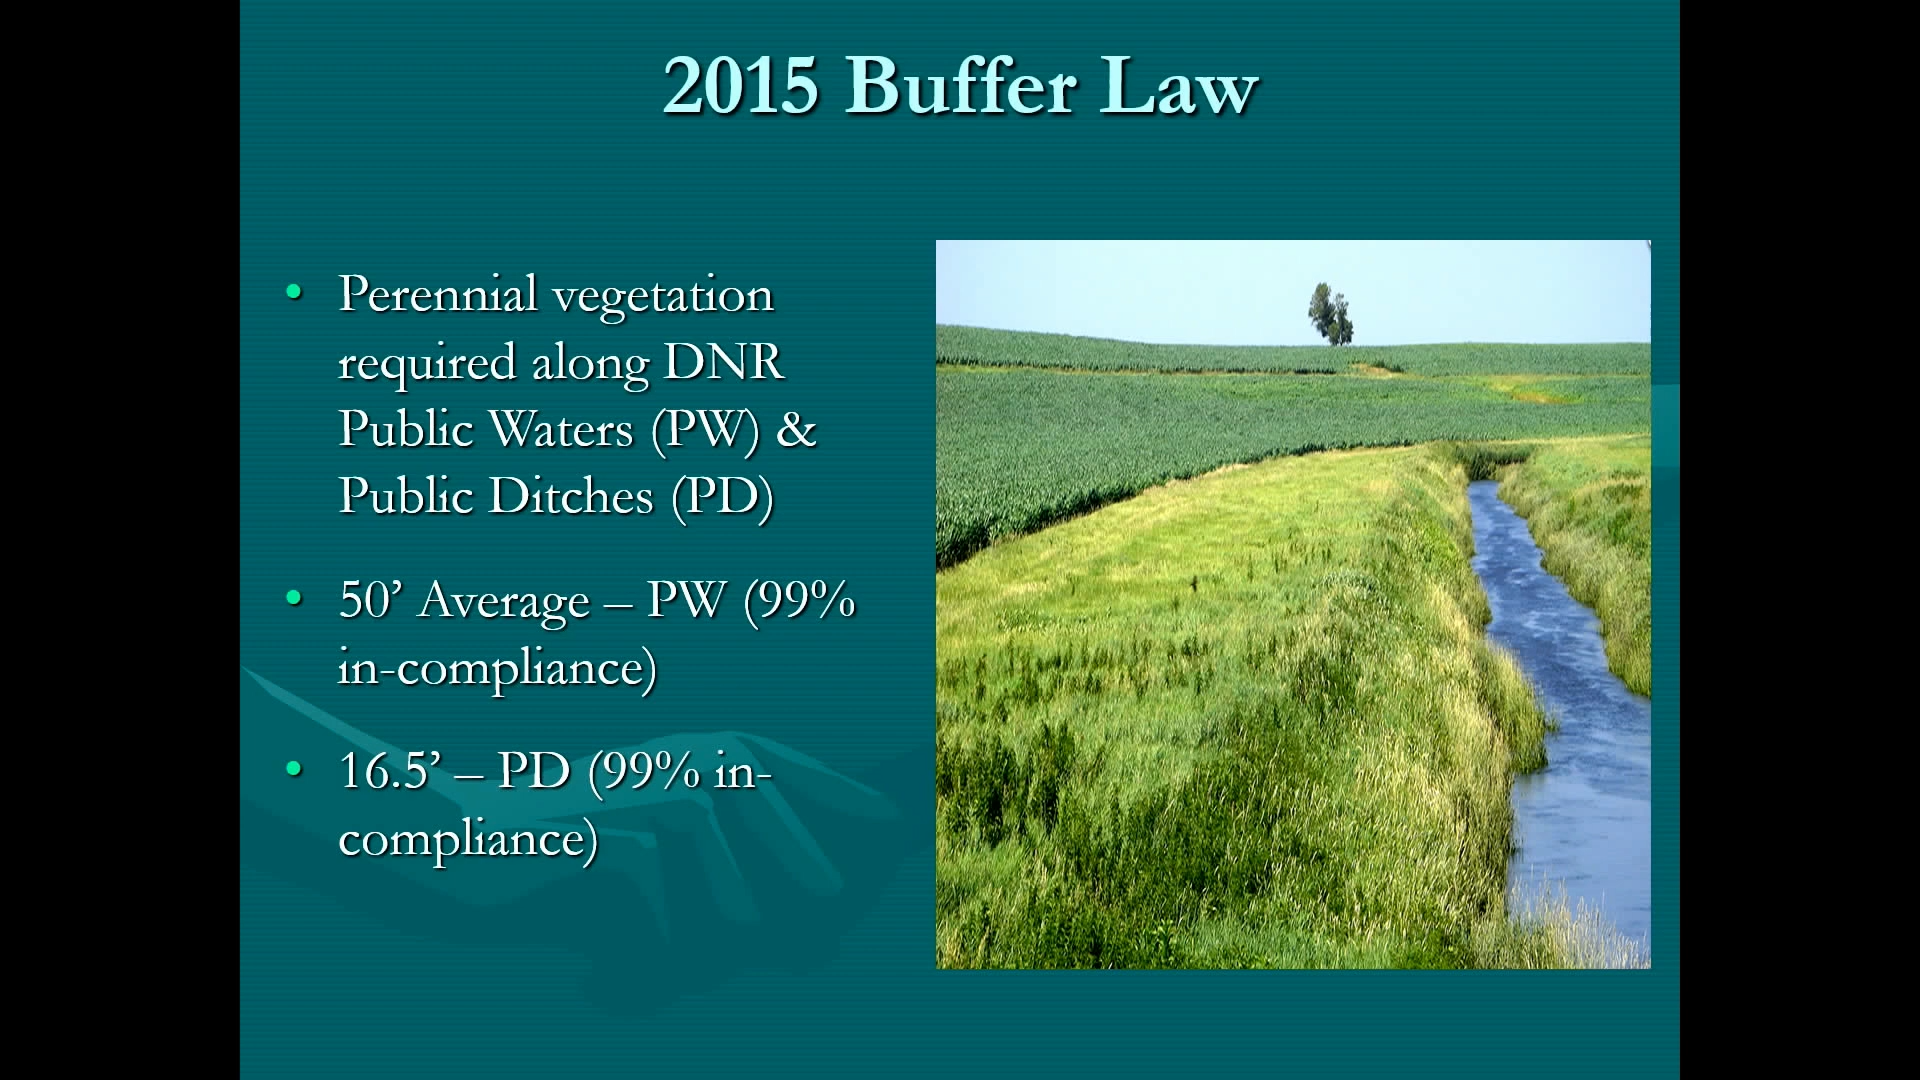 2015 Buffer Law
• Perennial vegetation
required along DNR
Public Waters (PW) &
Public Ditches (PD)
• 50’ Average – PW (99%
in-compliance)
• 16.5’ – PD (99% in-
compliance)